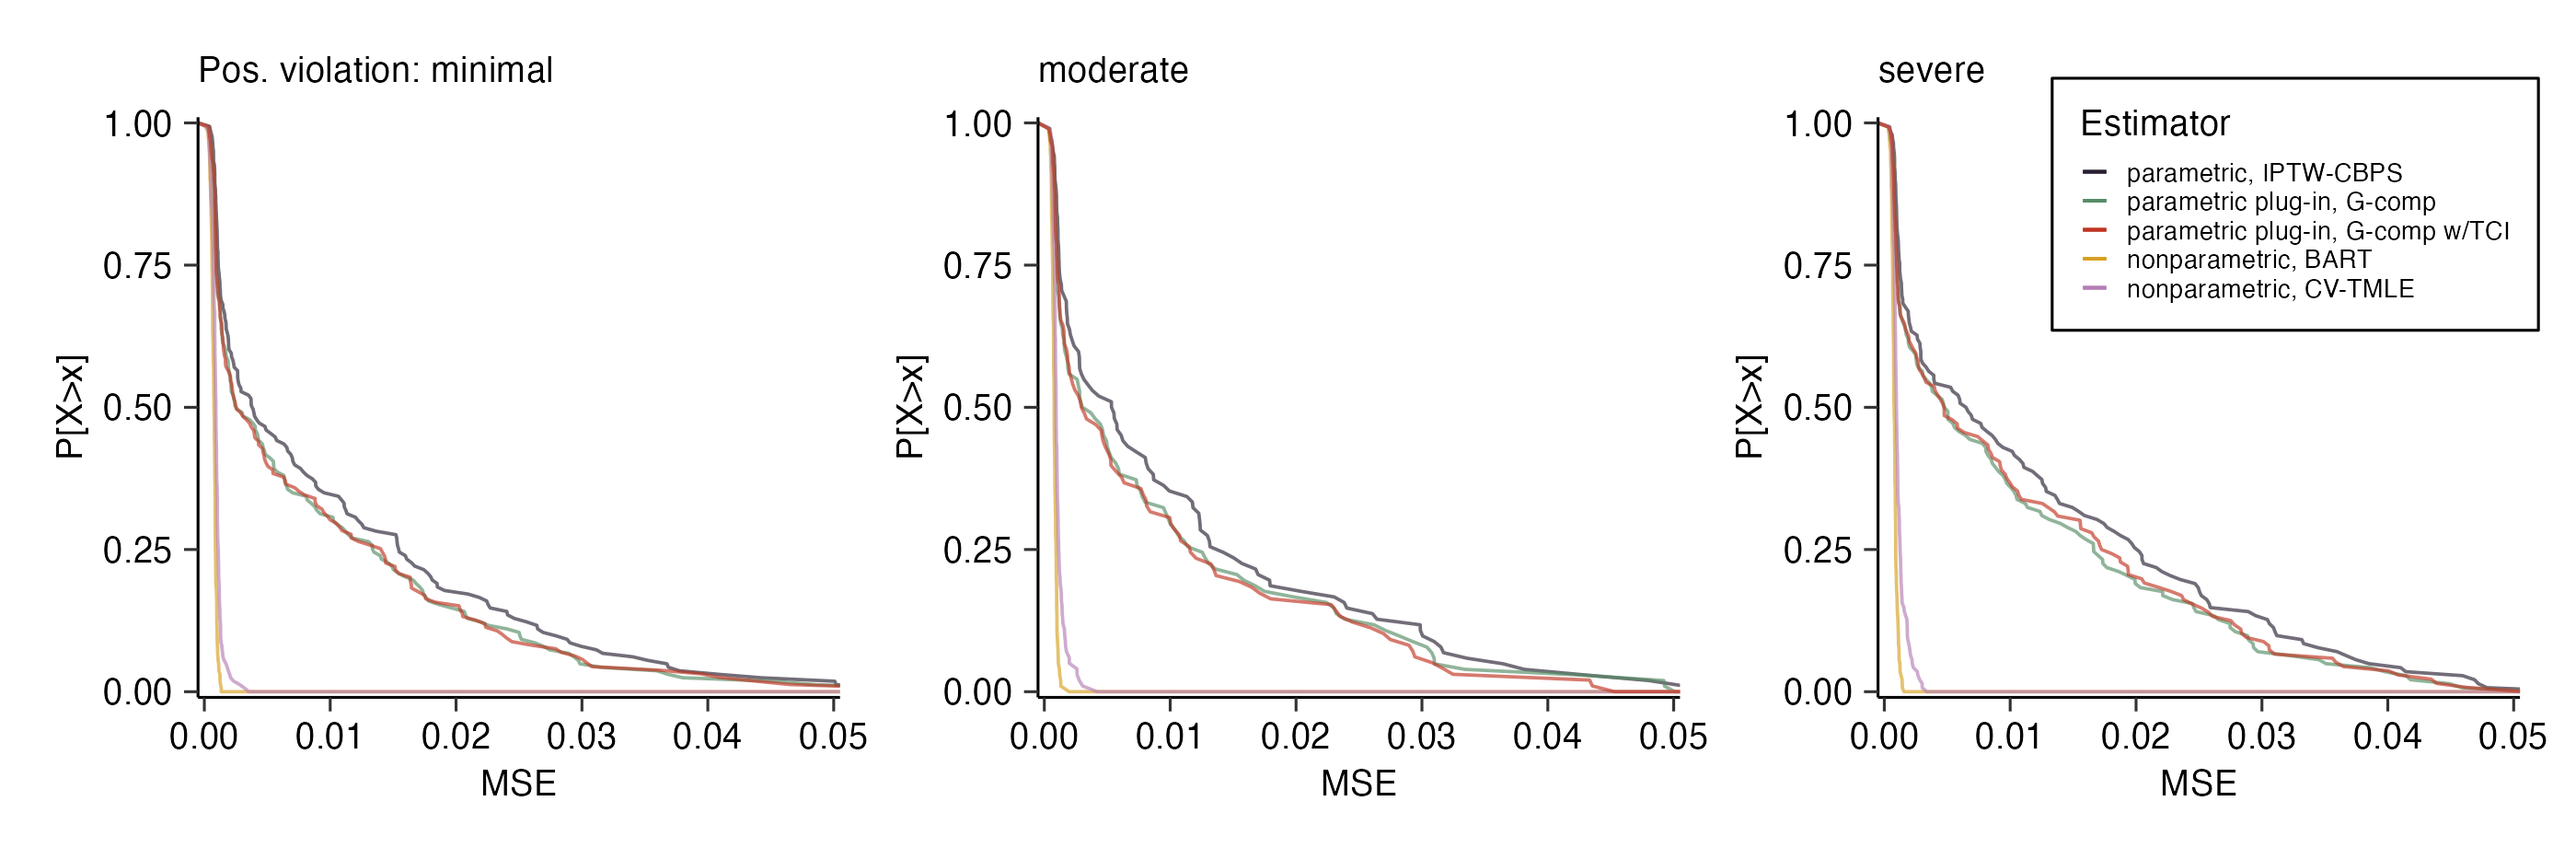 Pos. violation: minimal
1.00
0.75
0.50
0.25
0.00
P[X>x]
0.00 0.01 0.02 0.03 0.04 0.05
MSE
moderate
1.00
0.75
0.50
0.25
0.00
P[X>x]
0.00 0.01 0.02 0.03 0.04 0.05
MSE
severe
1.00
0.75
0.50
0.25
0.00
P[X>x]
0.00 0.01 0.02 0.03 0.04 0.05
MSE
Estimator
parametric, IPTW-CBPS
parametric plug-in, G-comp
parametric plug-in, G-comp w/TCI
nonparametric, BART
nonparametric, CV-TMLE